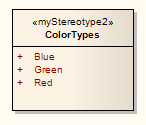 «myStereotype2»
ColorTypes
+ Blue
+ Green
+ Red